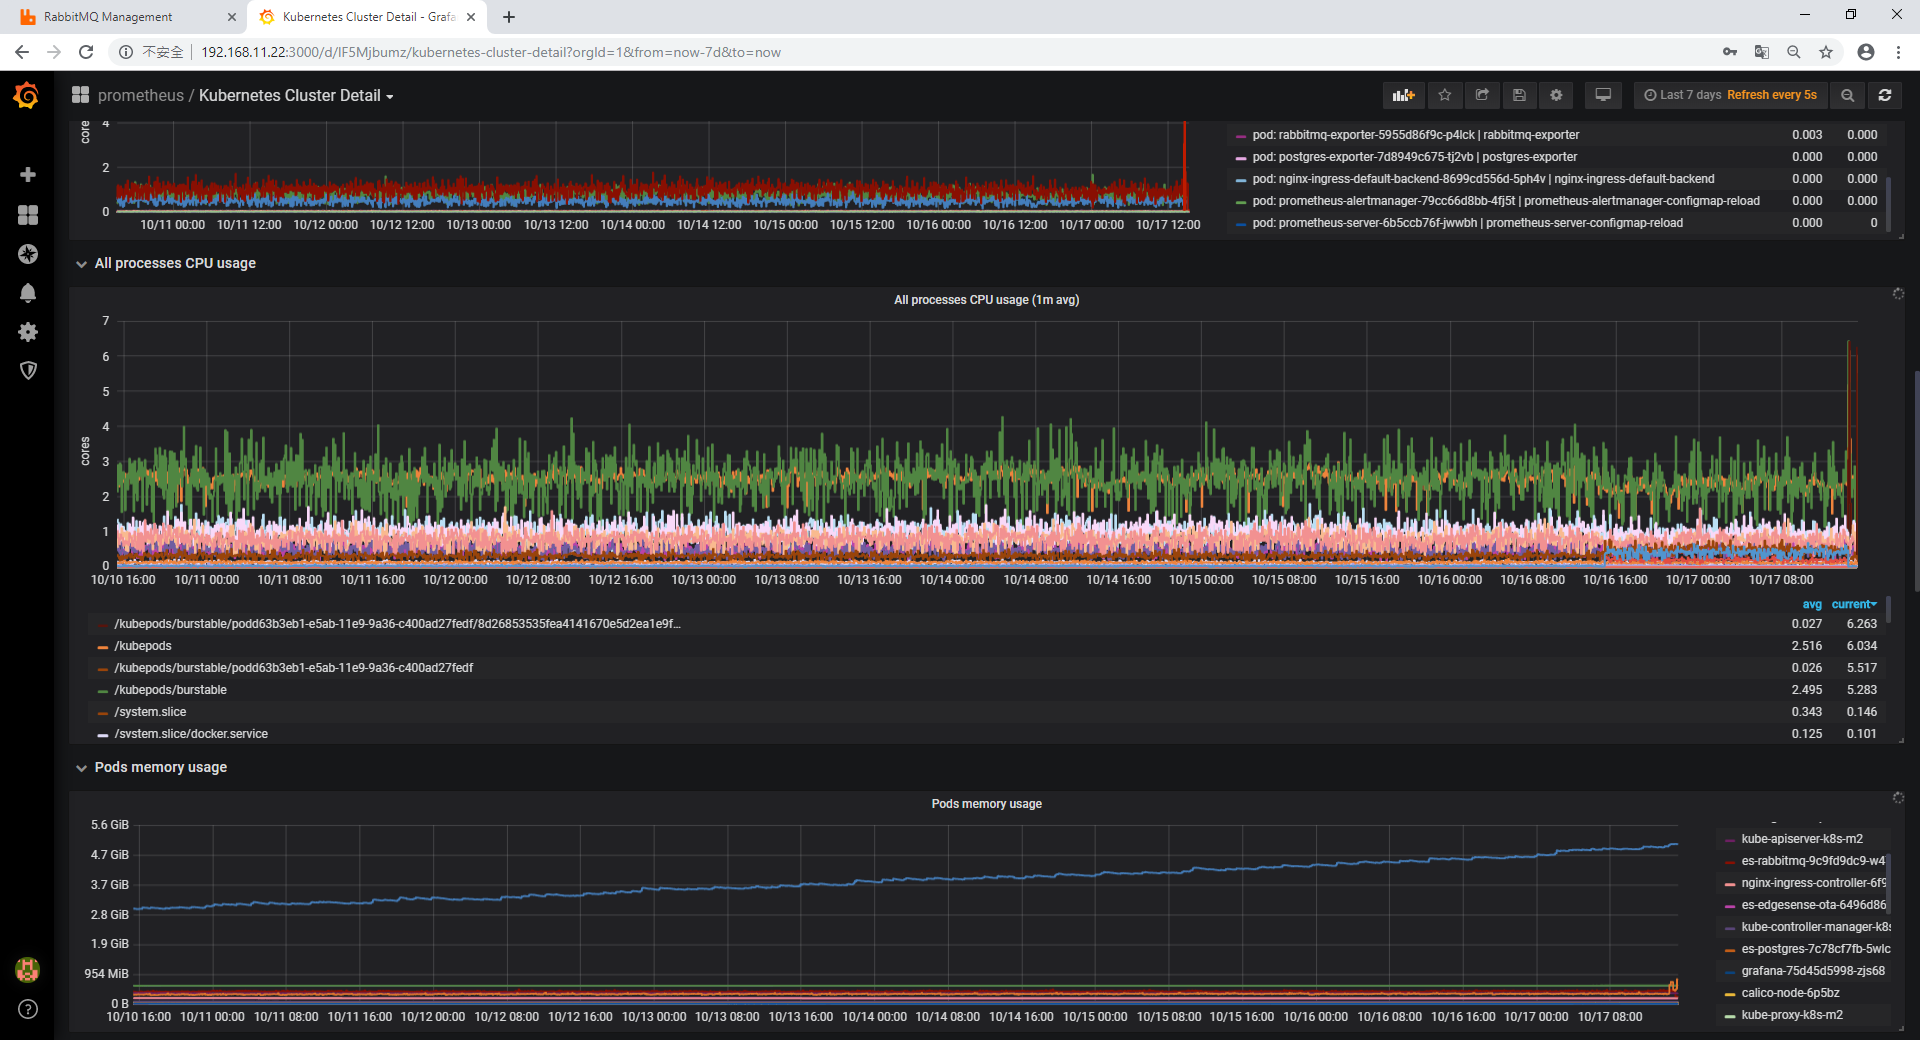 RabbitMQ Management
Kubernetes Cluster Detail - Grafa
不安全 192.168.11.22:3000/d/IF5Mjbumz/kubernetes-cluster-detail?orgId=1&from=now-7d&to=now
prometheus / Kubernetes Cluster Detail
Last 7 days Refresh every 5s
core
4
2
0
10/11 00:00 10/11 12:00 10/12 00:00 10/12 12:00 10/13 00:00 10/13 12:00 10/14 00:00 10/14 12:00 10/15 00:00 10/15 12:00 10/16 00:00 10/16 12:00 10/17 00:00 10/17 12:00
pod: rabbitmq-exporter-5955d86f9c-p4lck | rabbitmq-exporter 0.003 0.000
pod: postgres-exporter-7d8949c675-tj2vb | postgres-exporter 0.000 0.000
pod: nginx-ingress-default-backend-8699cd556d-5ph4v | nginx-ingress-default-backend 0.000 0.000
pod: prometheus-alertmanager-79cc66d8bb-4fj5t | prometheus-alertmanager-configmap-reload 0.000 0.000
pod: prometheus-server-6b5ccb76f-jwwbh | prometheus-server-configmap-reload 0.000 0
All processes CPU usage
All processes CPU usage (1m avg)
cores
7
6
5
4
3
2
1
0
10/10 16:00 10/11 00:00 10/11 08:00 10/11 16:00 10/12 00:00 10/12 08:00 10/12 16:00 10/13 00:00 10/13 08:00 10/13 16:00 10/14 00:00 10/14 08:00 10/14 16:00 10/15 00:00 10/15 08:00 10/15 16:00 10/16 00:00 10/16 08:00 10/16 16:00 10/17 00:00 10/17 08:00
avg current
/kubepods/burstable/podd63b3eb1-e5ab-11e9-9a36-c400ad27fedf/8d26853535fea4141670e5d2ea1e9f... 0.027 6.263
/kubepods 2.516 6.034
/kubepods/burstable/podd63b3eb1-e5ab-11e9-9a36-c400ad27fedf 0.026 5.517
/kubepods/burstable 2.495 5.283
/system.slice 0.343 0.146
/system.slice/docker.service 0.125 0.101
Pods memory usage
Pods memory usage
5.6 GiB
4.7 GiB
3.7 GiB
2.8 GiB
1.9 GiB
954 MiB
0 B
10/10 16:00 10/11 00:00 10/11 08:00 10/11 16:00 10/12 00:00 10/12 08:00 10/12 16:00 10/13 00:00 10/13 08:00 10/13 16:00 10/14 00:00 10/14 08:00 10/14 16:00 10/15 00:00 10/15 08:00 10/15 16:00 10/16 00:00 10/16 08:00 10/16 16:00 10/17 00:00 10/17 08:00
kube-apiserver-k8s-m2
es-rabbitmq-9c9fd9dc9-w4
nginx-ingress-controller-6f9
es-edgesense-ota-6496d86
kube-controller-manager-k8s
es-postgres-7c78cf7fb-5wlc
grafana-75d45d5998-zjs68
calico-node-6p5bz
kube-proxy-k8s-m2